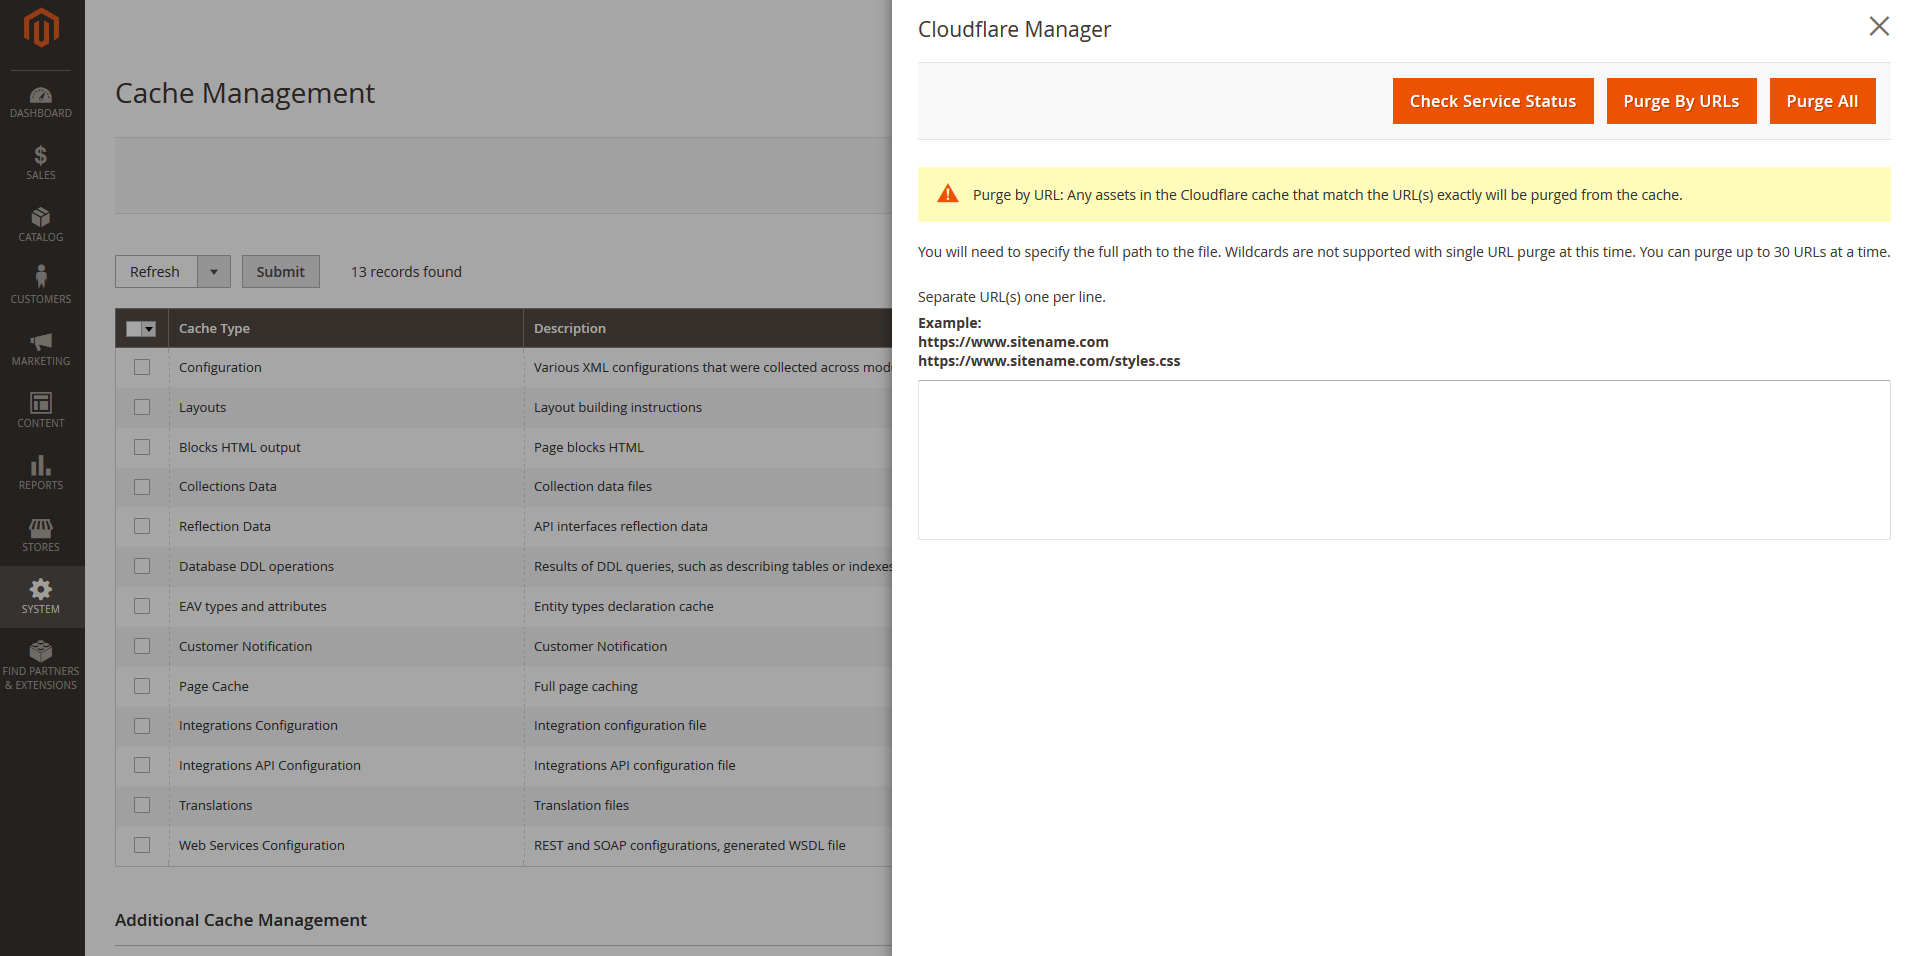 DASHBOARD
SALES
CATALOG
CUSTOMERS
MARKETING
CONTENT
REPORTS
STORES
SYSTEM
FIND PARTNERS
& EXTENSIONS
Cache Management
Refresh Submit 13 records found
Cache Type Description
Configuration Various XML configurations that were collected across mod
Layouts Layout building instructions
Blocks HTML output Page blocks HTML
Collections Data Collection data files
Reflection Data API interfaces reflection data
Database DDL operations Results of DDL queries, such as describing tables or indexes
EAV types and attributes Entity types declaration cache
Customer Notification Customer Notification
Page Cache Full page caching
Integrations Configuration Integration configuration file
Integrations API Configuration Integrations API configuration file
Translations Translation files
Web Services Configuration REST and SOAP configurations, generated WSDL file
Additional Cache Management
Cloudflare Manager
Check Service Status Purge By URLs Purge All
Purge by URL: Any assets in the Cloudflare cache that match the URL(s) exactly will be purged from the cache.
You will need to specify the full path to the file. Wildcards are not supported with single URL purge at this time. You can purge up to 30 URLs at a time.
Separate URL(s) one per line.
Example:
https://www.sitename.com
https://www.sitename.com/styles.css